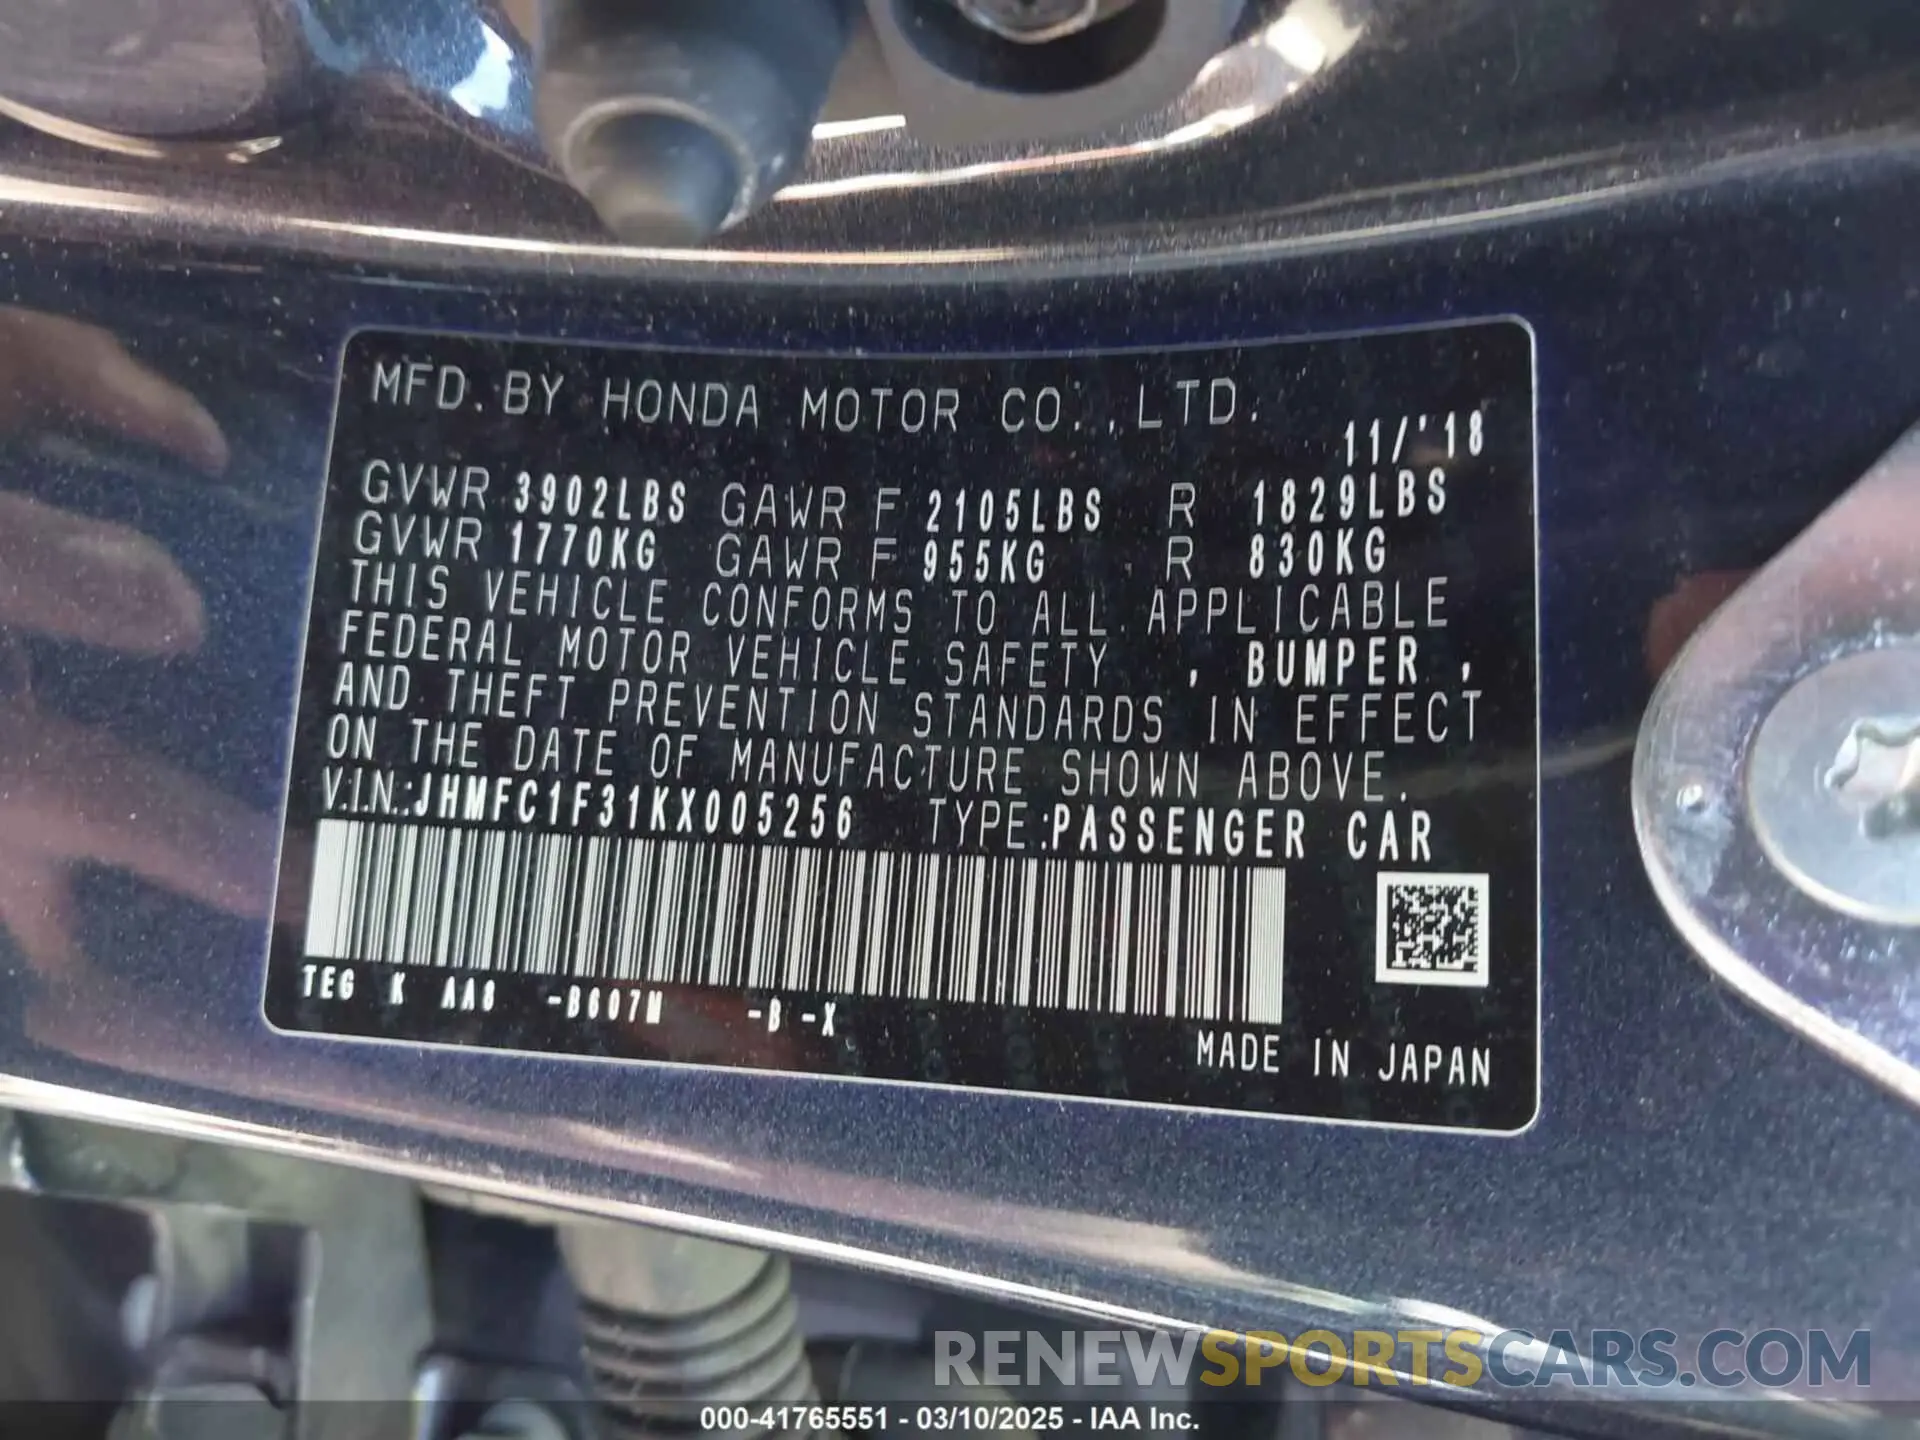 MFD. BY HONDA MOTOR CO., LTD.
11/'18
GVWR 3902LBS GAWR F 2105LBS R 1829LBS
GVWR 1770KG GAWR F 955KG R 830KG
THIS VEHICLE CONFORMS TO ALL APPLICABLE
FEDERAL MOTOR VEHICLE SAFETY , BUMPER ,
AND THEFT PREVENTION STANDARDS IN EFFECT
ON THE DATE OF MANUFACTURE SHOWN ABOVE.
V.I.N.:JHMFC1F31KX005256 TYPE:PASSENGER CAR
TEG K AA8 -B607M -B -X
MADE IN JAPAN
RENEWSPORTSCARS.COM
000-41765551 - 03/10/2025 - IAA Inc.